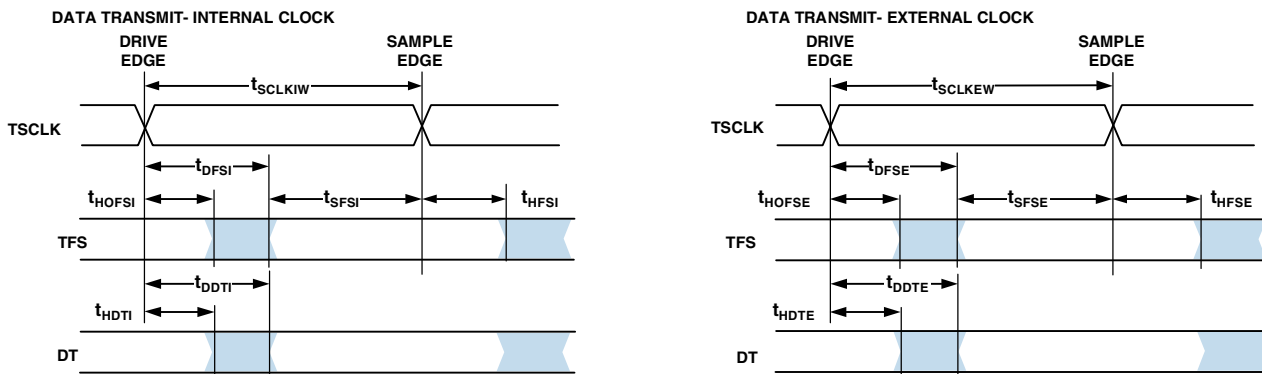 DATA TRANSMIT- INTERNAL CLOCK
DRIVE
EDGE
SAMPLE
EDGE
tSCLKIW
TSCLK
tDFSI
tHOFSI
tSFSI
tHFSI
TFS
tDDTI
tHDTI
DT
DATA TRANSMIT- EXTERNAL CLOCK
DRIVE
EDGE
SAMPLE
EDGE
tSCLKEW
TSCLK
tDFSE
tHOFSE
tSFSE
tHFSE
TFS
tDDTE
tHDTE
DT